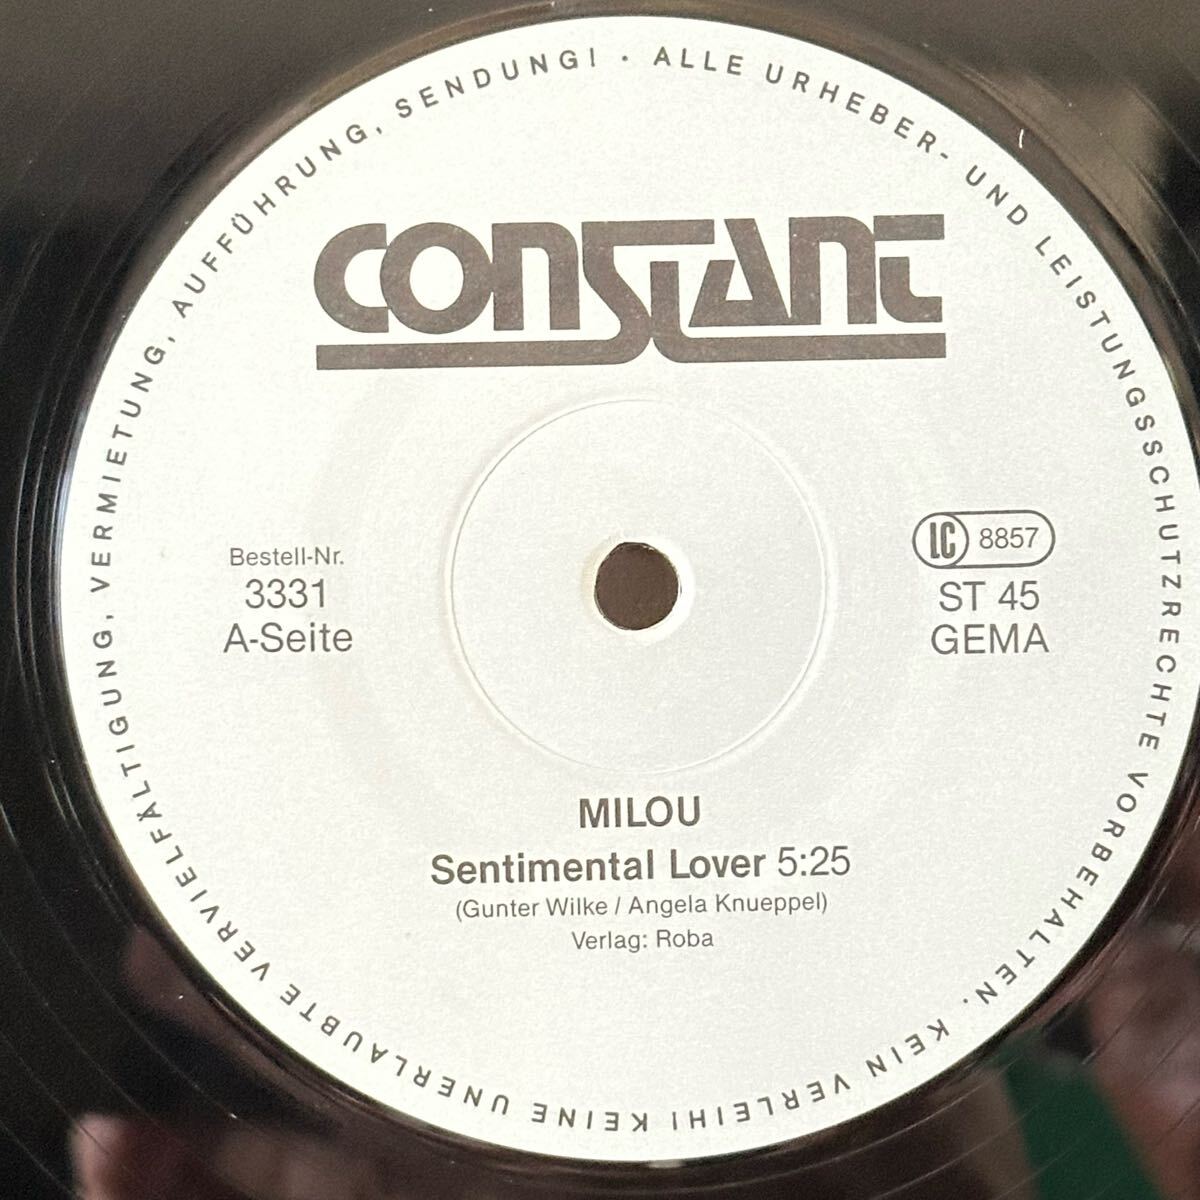 ALLE URHEBER- UND LEISTUNGSSCHUTZRECHTE VORBEHALTEN. KEIN VERLEIH! KEINE UNERLAUBTE VERVIELFÄLTIGUNG, VERMIETUNG, AUFFÜHRUNG, SENDUNG! ·
CONSTANT
Bestell-Nr.
3331
A-Seite
LC 8857
ST 45
GEMA
MILOU
Sentimental Lover 5:25
(Gunter Wilke / Angela Knueppel)
Verlag: Roba